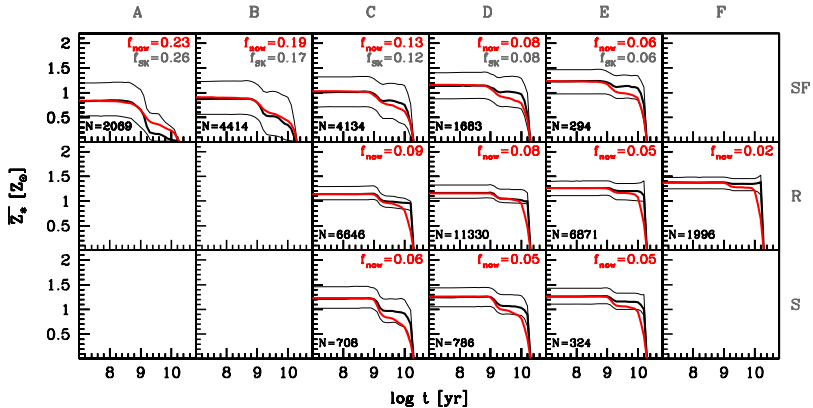 A B C D E F
f_now=0.23 f_now=0.19 f_now=0.13 f_now=0.08 f_now=0.06
f_SK=0.26 f_SK=0.17 f_SK=0.12 f_SK=0.08 f_SK=0.06
2
1.5
1
0.5
N=2069 N=4414 N=4134 N=1683 N=294
SF
f_now=0.09 f_now=0.08 f_now=0.05 f_now=0.02
2
1.5
1
0.5
N=6646 N=11330 N=6871 N=1996
R
Z_* [Z_⊙]
f_now=0.06 f_now=0.05 f_now=0.05
2
1.5
1
0.5
N=708 N=786 N=324
S
8 9 10 8 9 10 8 9 10 8 9 10 8 9 10 8 9 10
log t [yr]